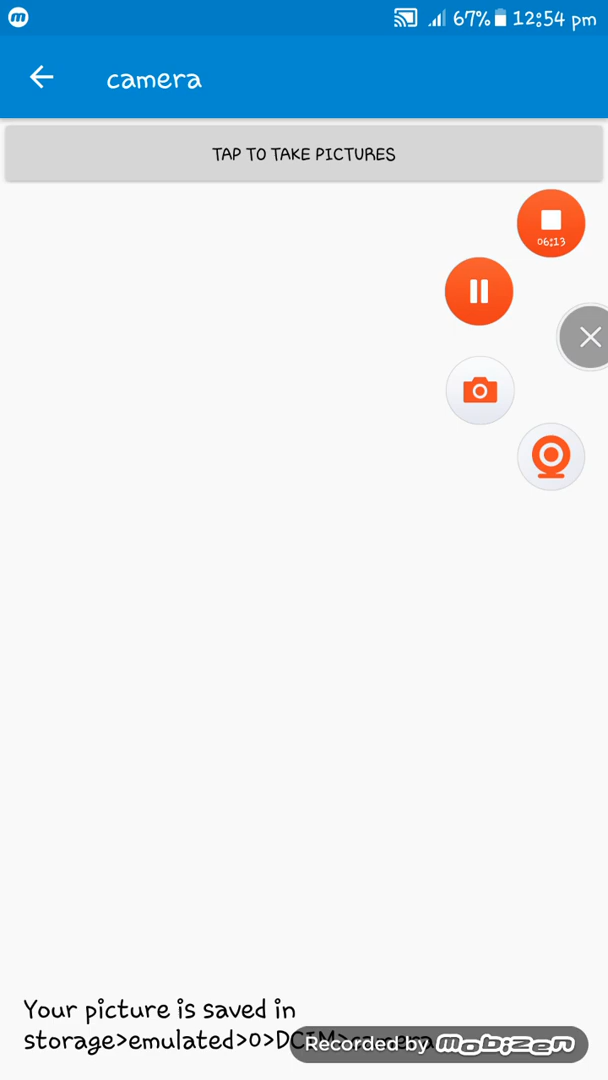 m 67% 12:54 pm
camera
TAP TO TAKE PICTURES
06:13
Your picture is saved in
storage>emulated>0>DCIM>camera
Recorded by mobizen